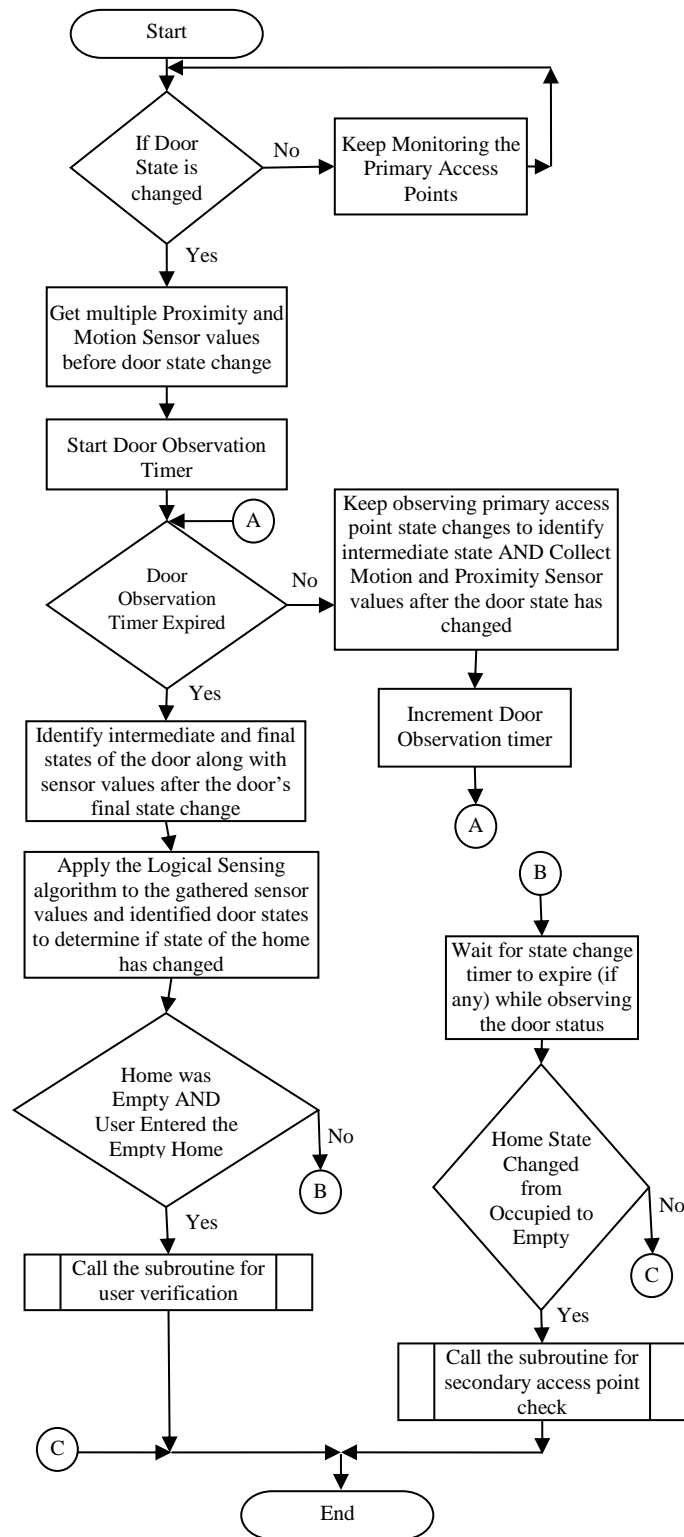 Start
If Door
State is
changed
No
Keep Monitoring the
Primary Access
Points
Yes
Get multiple Proximity and
Motion Sensor values
before door state change
Start Door Observation
Timer
A
Door
Observation
Timer Expired
No
Keep observing primary access
point state changes to identify
intermediate state AND Collect
Motion and Proximity Sensor
values after the door state has
changed
Yes
Increment Door
Observation timer
A
Identify intermediate and final
states of the door along with
sensor values after the door’s
final state change
Apply the Logical Sensing
algorithm to the gathered sensor
values and identified door states
to determine if state of the home
has changed
B
Wait for state change
timer to expire (if
any) while observing
the door status
Home was
Empty AND
User Entered the
Empty Home
No
B
Yes
Call the subroutine for
user verification
Home State
Changed
from
Occupied to
Empty
No
C
Yes
Call the subroutine for
secondary access point
check
C
End